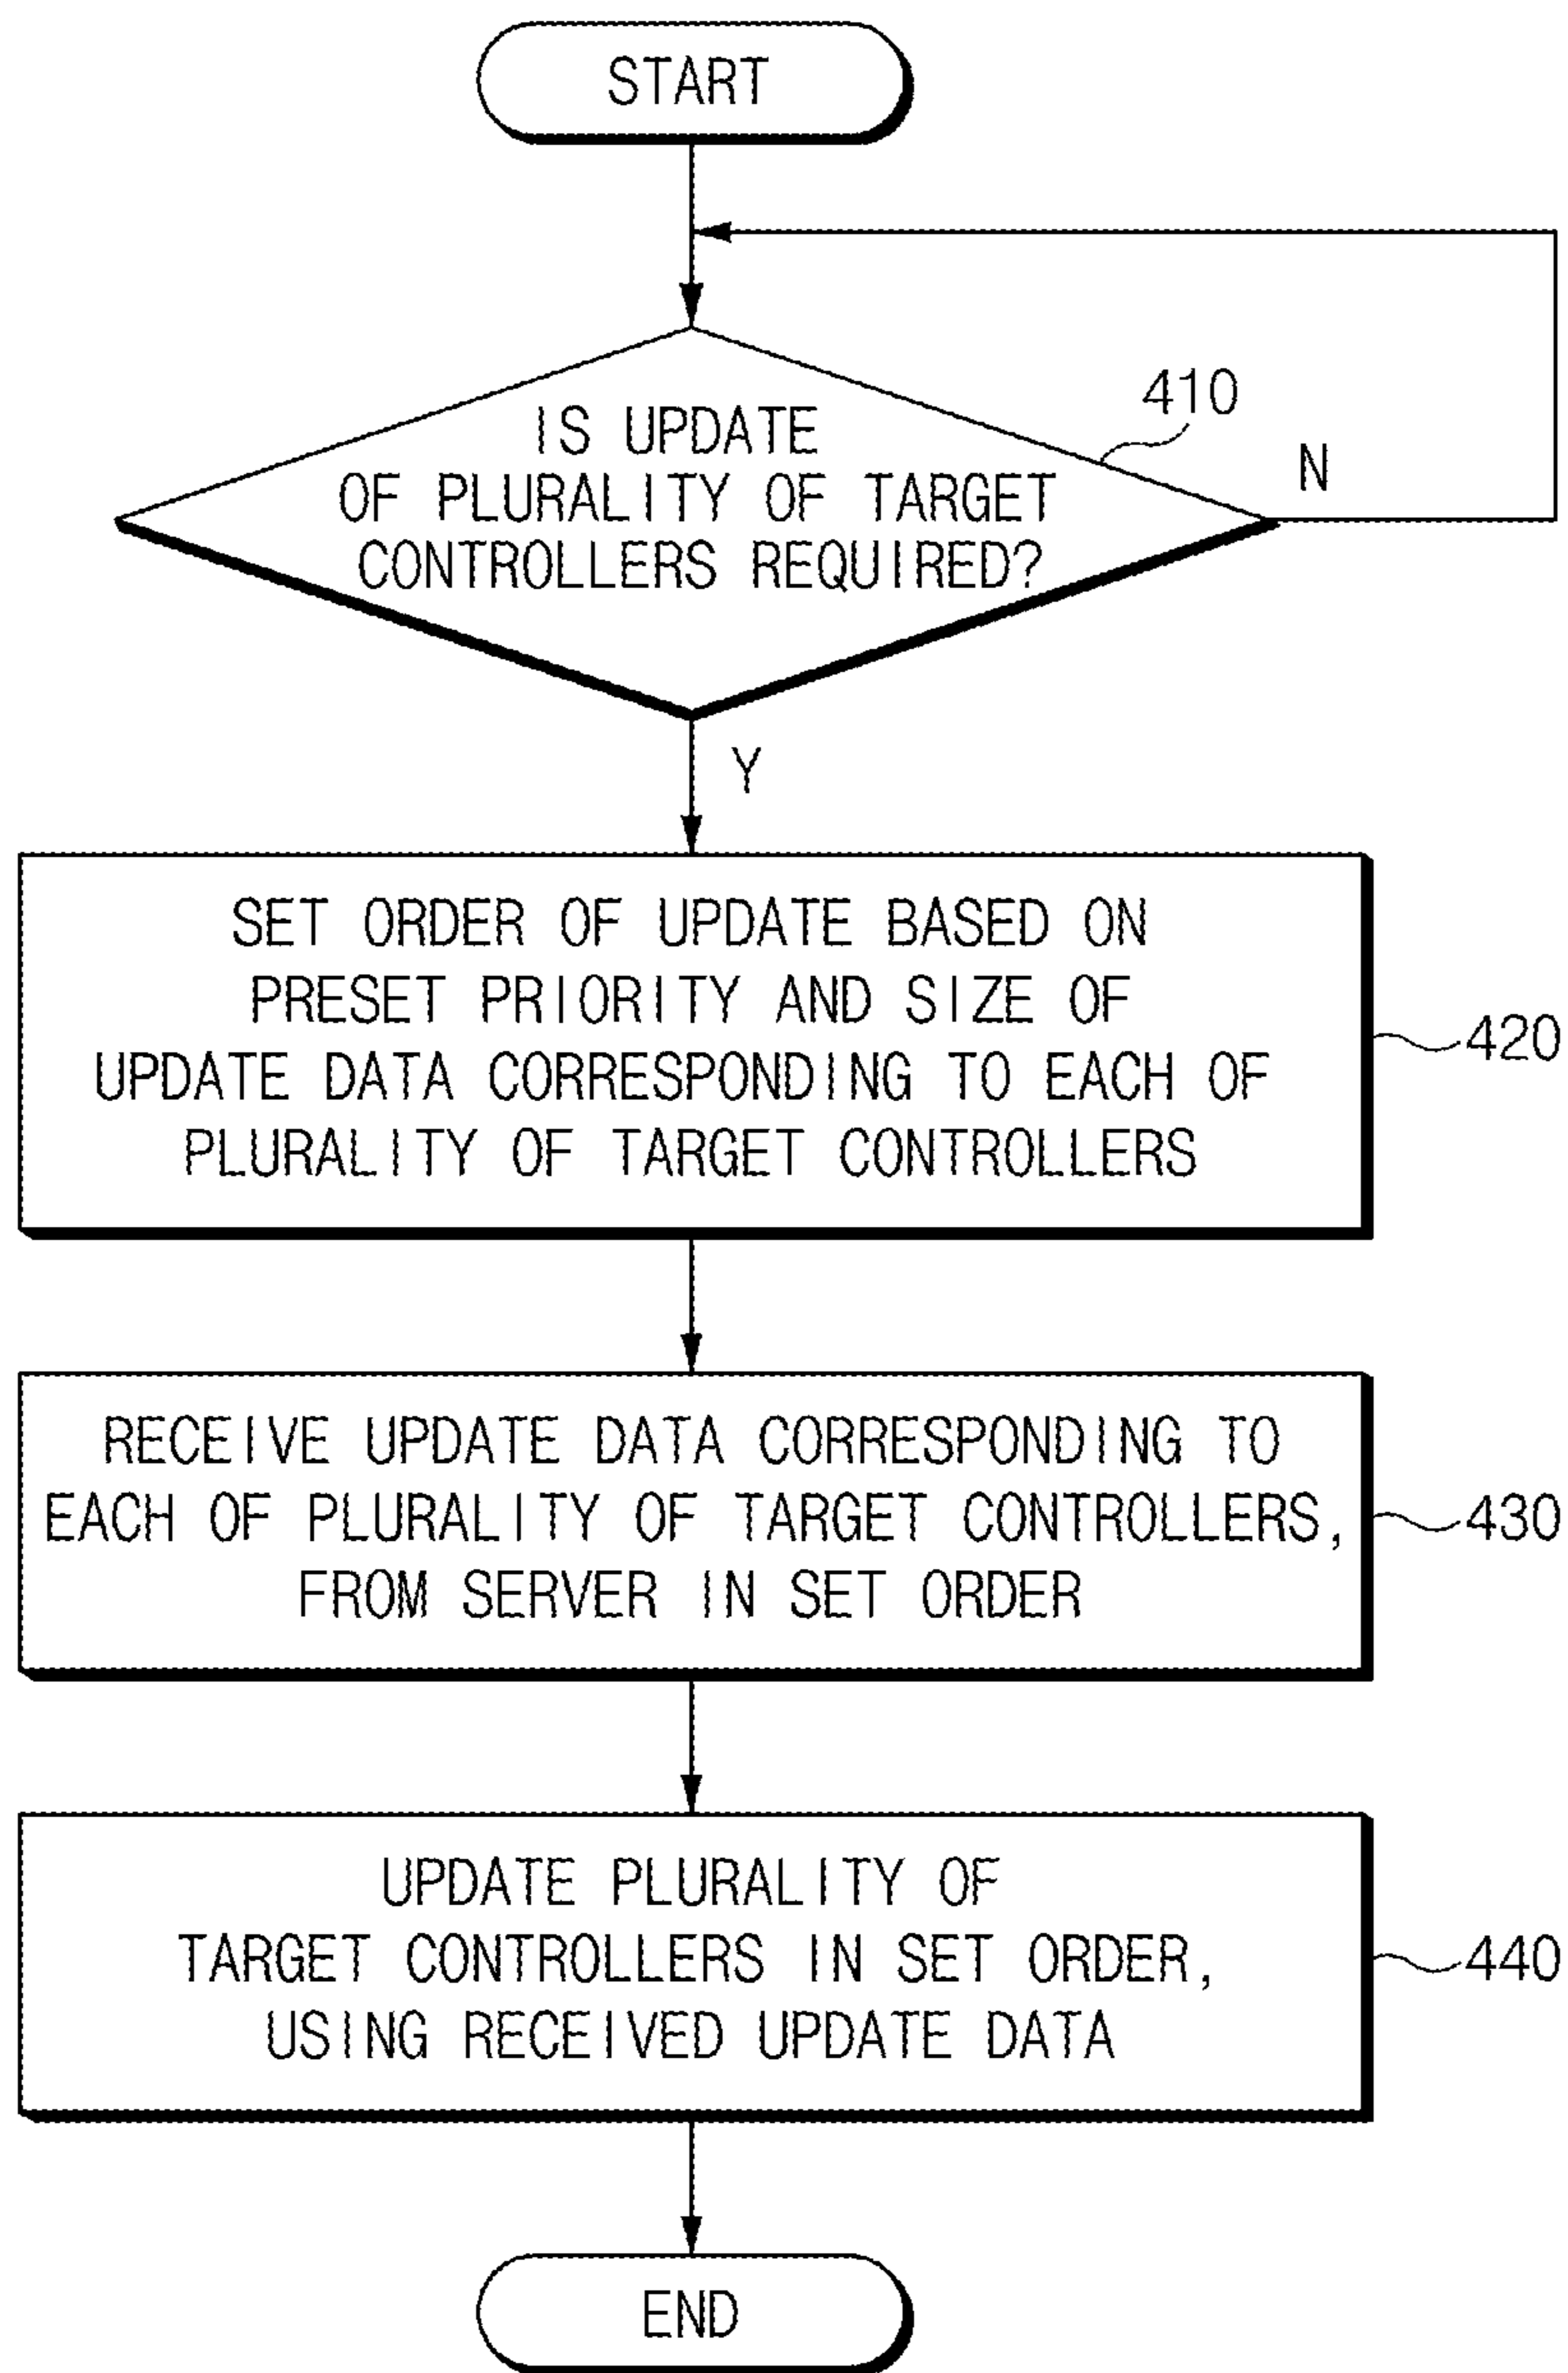 START
410
IS UPDATE
OF PLURALITY OF TARGET
CONTROLLERS REQUIRED?
N
Y
SET ORDER OF UPDATE BASED ON
PRESET PRIORITY AND SIZE OF
UPDATE DATA CORRESPONDING TO EACH OF
PLURALITY OF TARGET CONTROLLERS
420
RECEIVE UPDATE DATA CORRESPONDING TO
EACH OF PLURALITY OF TARGET CONTROLLERS,
FROM SERVER IN SET ORDER
430
UPDATE PLURALITY OF
TARGET CONTROLLERS IN SET ORDER,
USING RECEIVED UPDATE DATA
440
END